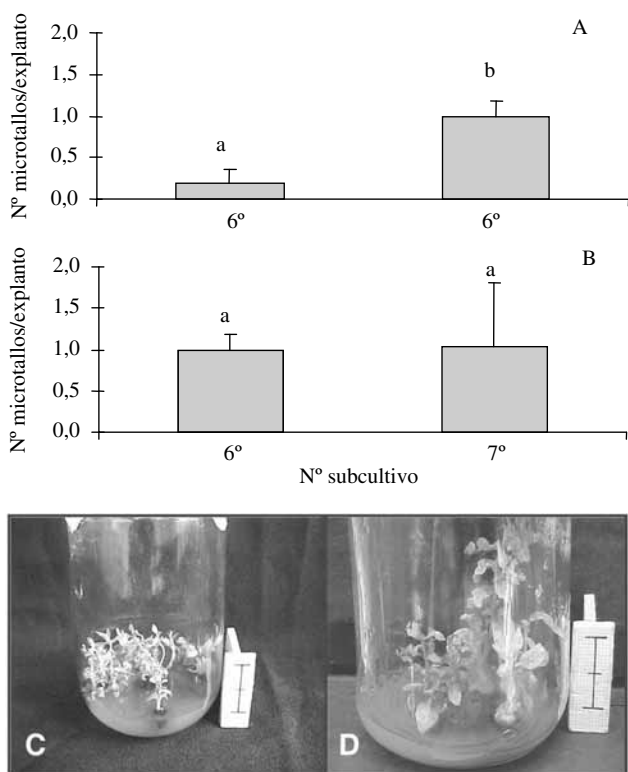 A
Nº microtallos/explanto
2,0
1,5
1,0
0,5
0,0
a
b
6º
6º
B
Nº microtallos/explanto
2,0
1,5
1,0
0,5
0,0
a
a
6º
7º
Nº subcultivo
C
D